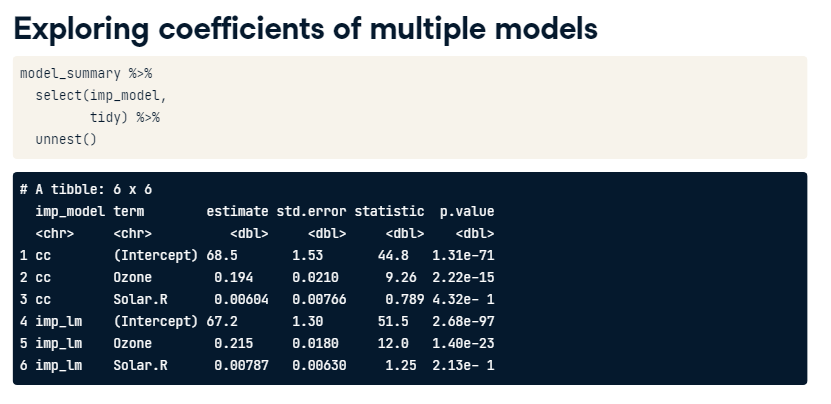 Exploring coefficients of multiple models
model_summary %>%
  select(imp_model,
         tidy) %>%
  unnest()
# A tibble: 6 x 6
  imp_model term        estimate std.error statistic  p.value
  <chr>     <chr>          <dbl>     <dbl>     <dbl>    <dbl>
1 cc        (Intercept) 68.5       1.53       44.8   1.31e-71
2 cc        Ozone        0.194     0.0210      9.26  2.22e-15
3 cc        Solar.R      0.00604   0.00766     0.789 4.32e- 1
4 imp_lm    (Intercept) 67.2       1.30       51.5   2.68e-97
5 imp_lm    Ozone        0.215     0.0180     12.0   1.40e-23
6 imp_lm    Solar.R      0.00787   0.00630     1.25  2.13e- 1